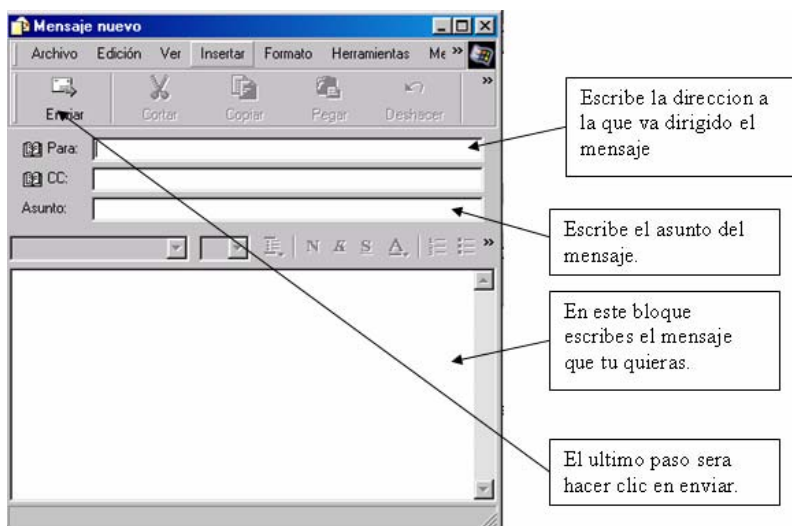 Mensaje nuevo
Archivo Edición Ver Insertar Formato Herramientas Me »
Enviar Cortar Copiar Pegar Deshacer »
Para:
CC:
Asunto:
N K S A »
Escribe la direccion a
la que va dirigido el
mensaje
Escribe el asunto del
mensaje.
En este bloque
escribes el mensaje
que tu quieras.
El ultimo paso sera
hacer clic en enviar.